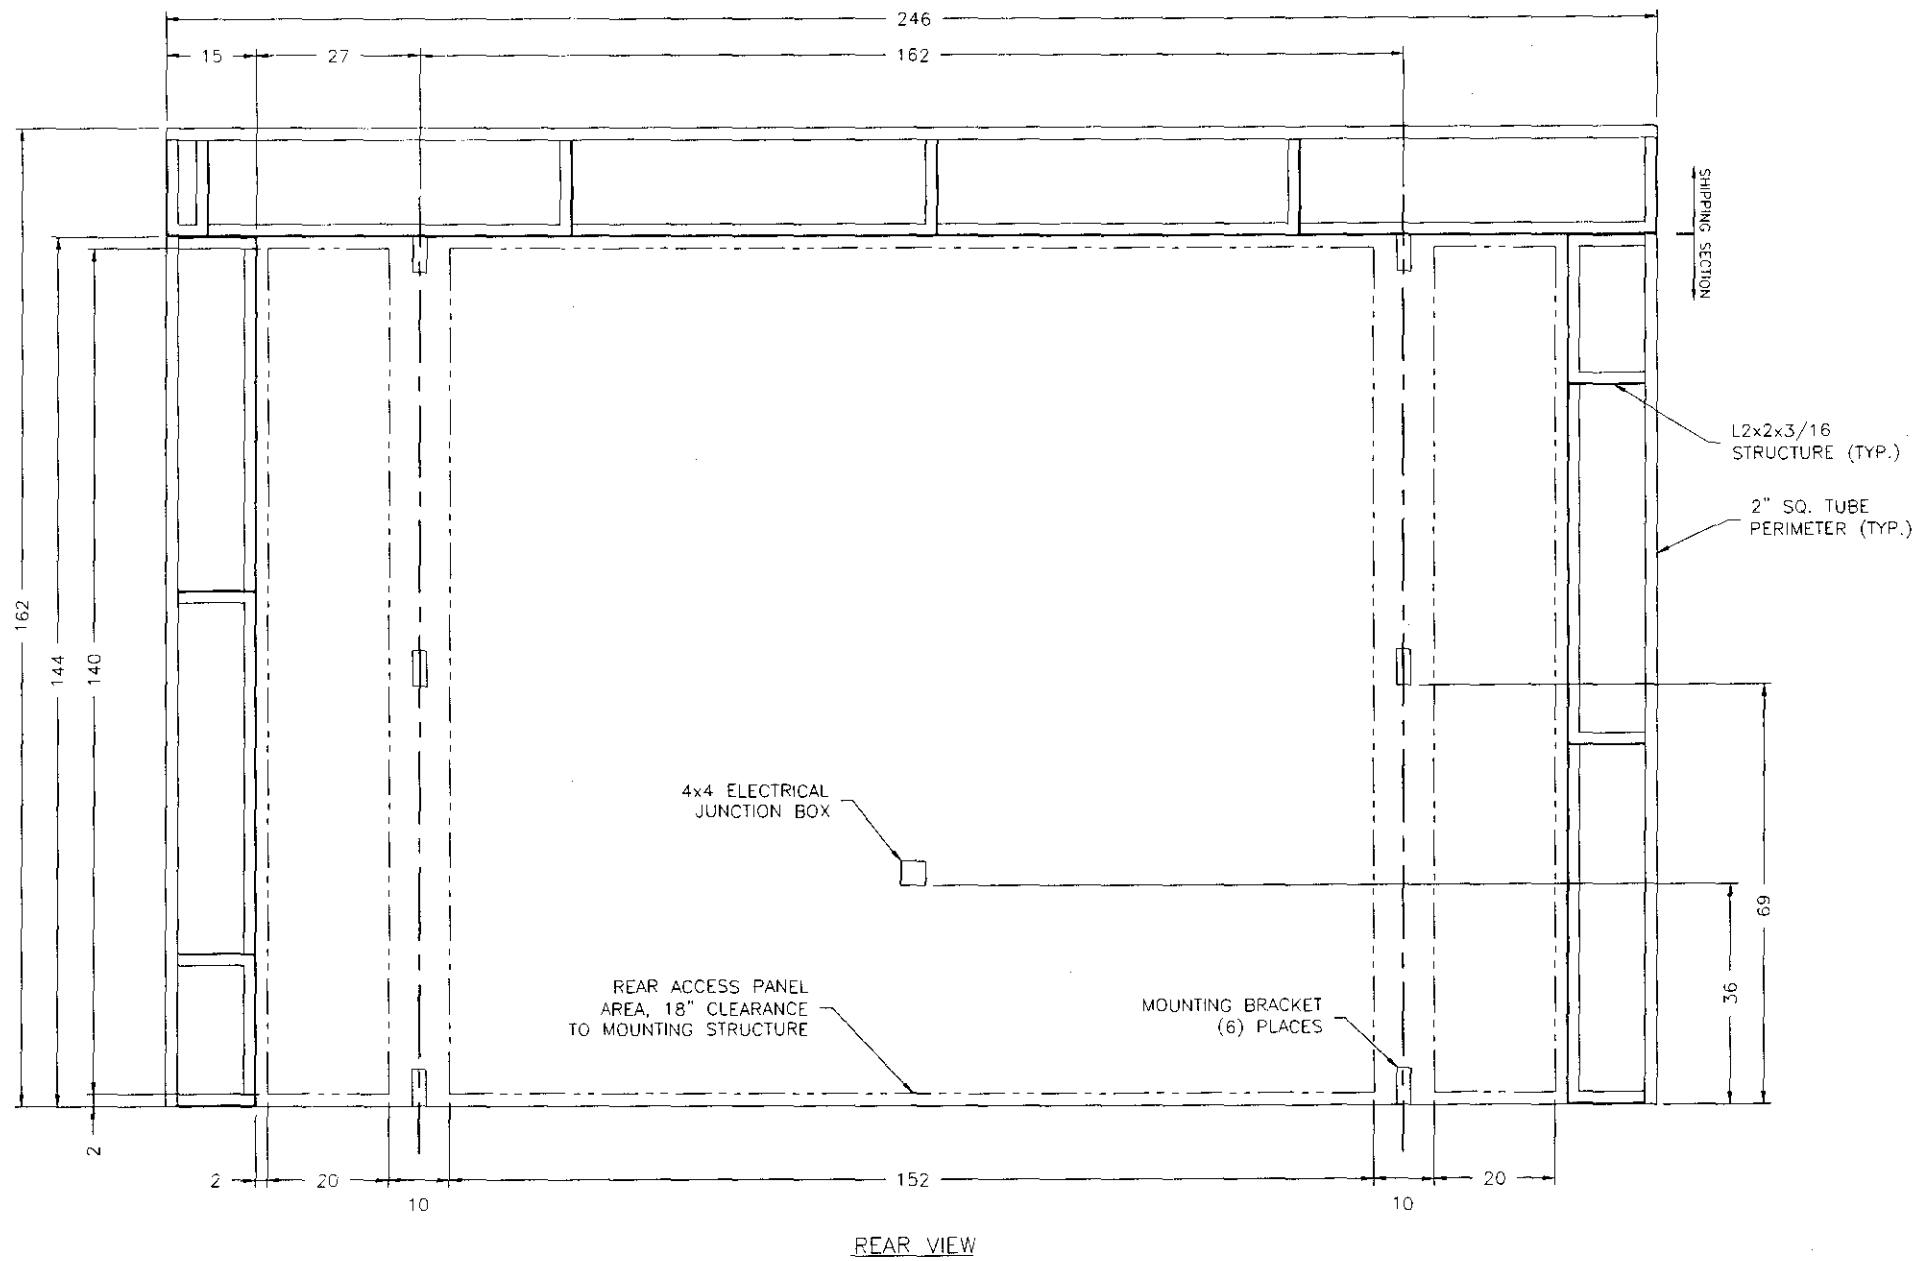 246
15
27
162
SHIPPING SECTION
162
144
140
L2x2x3/16
STRUCTURE (TYP.)
2" SQ. TUBE
PERIMETER (TYP.)
4x4 ELECTRICAL
JUNCTION BOX
69
36
REAR ACCESS PANEL
AREA, 18" CLEARANCE
TO MOUNTING STRUCTURE
MOUNTING BRACKET
(6) PLACES
2
2
20
10
152
10
20
REAR VIEW